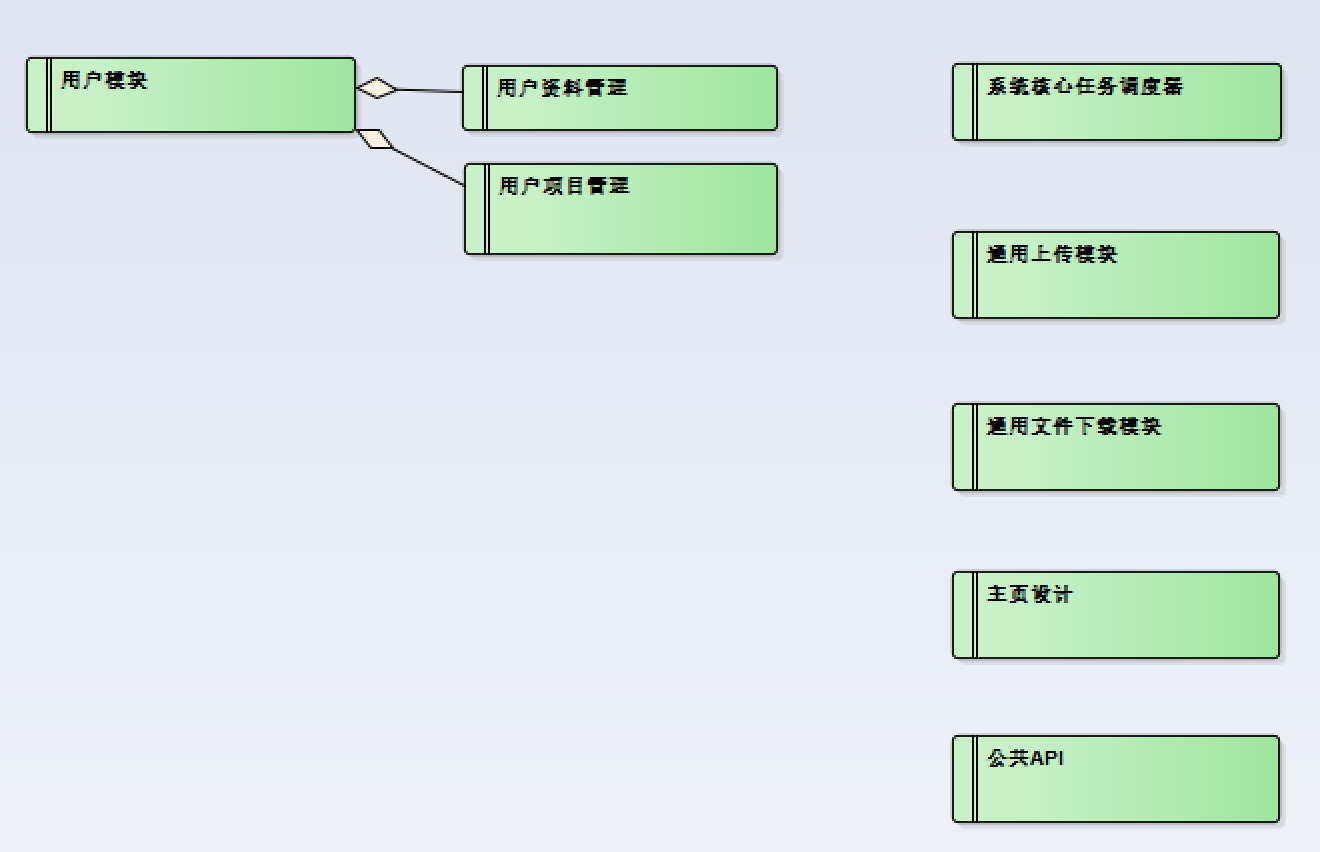 用户模块
用户资料管理
用户项目管理
系统核心任务调度器
通用上传模块
通用文件下载模块
主页设计
公共API